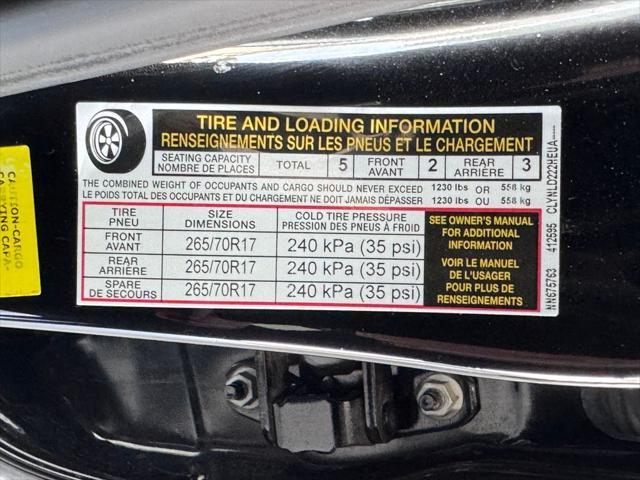 TIRE AND LOADING INFORMATION
RENSEIGNEMENTS SUR LES PNEUS ET LE CHARGEMENT
SEATING CAPACITY
NOMBRE DE PLACES
TOTAL 5
FRONT
AVANT
2
REAR
ARRIÈRE
3
THE COMBINED WEIGHT OF OCCUPANTS AND CARGO SHOULD NEVER EXCEED 1230 lbs OR 558 kg
LE POIDS TOTAL DES OCCUPANTS ET DU CHARGEMENT NE DOIT JAMAIS DÉPASSER 1230 lbs OU 558 kg
TIRE
PNEU
SIZE
DIMENSIONS
COLD TIRE PRESSURE
PRESSION DES PNEUS À FROID
FRONT
AVANT
265/70R17 240 kPa (35 psi)
REAR
ARRIÈRE
265/70R17 240 kPa (35 psi)
SPARE
DE SECOURS
265/70R17 240 kPa (35 psi)
SEE OWNER'S MANUAL
FOR ADDITIONAL
INFORMATION
VOIR LE MANUEL
DE L'USAGER
POUR PLUS DE
RENSEIGNEMENTS
NN675763 412595 CLYNLD222HEUA----
CAUTION-CARGO
CARRYING CAPA-